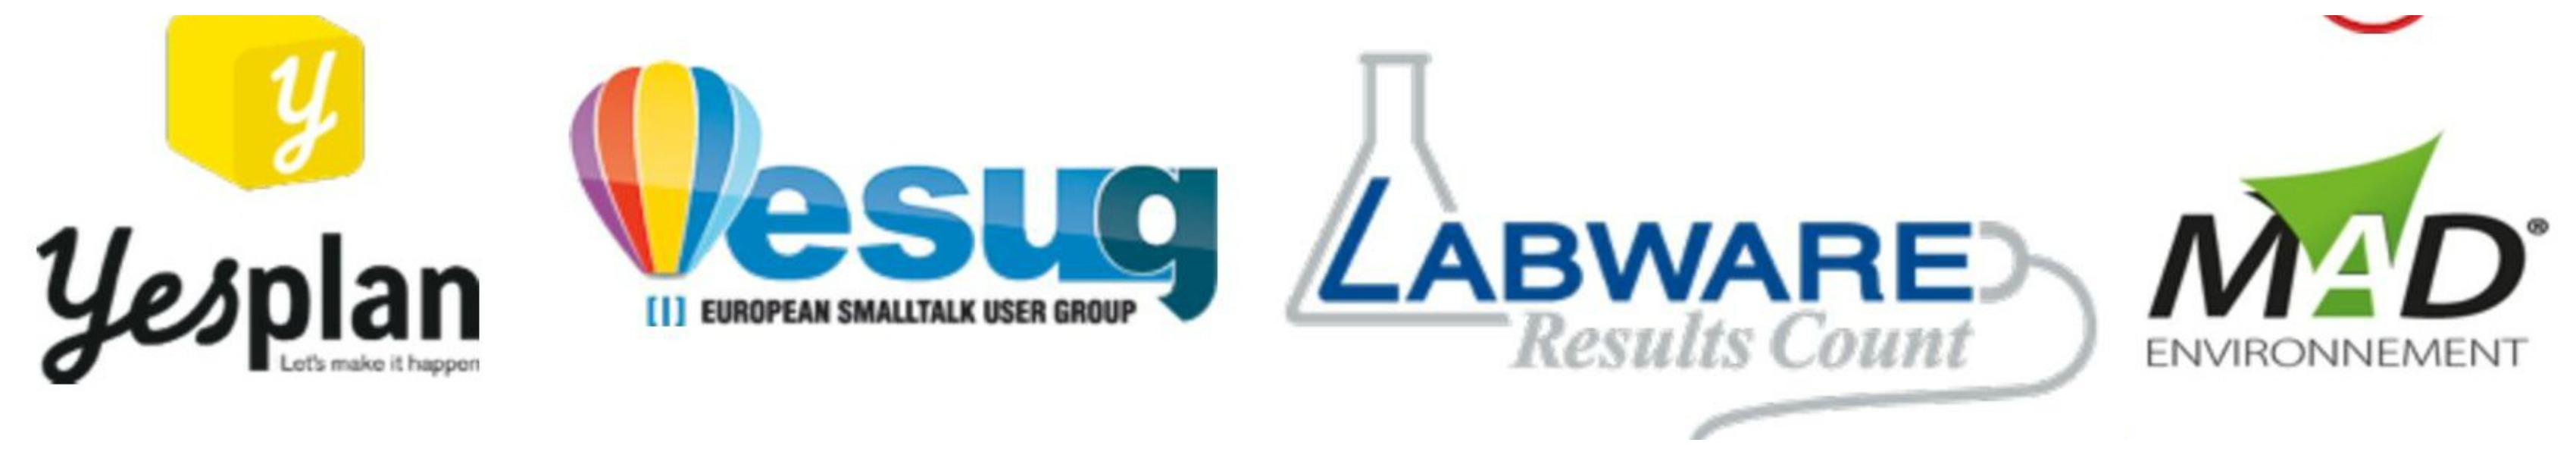 y
Yesplan
Let's make it happen
esug
[|] EUROPEAN SMALLTALK USER GROUP
LABWARE
Results Count
MAD®
ENVIRONNEMENT